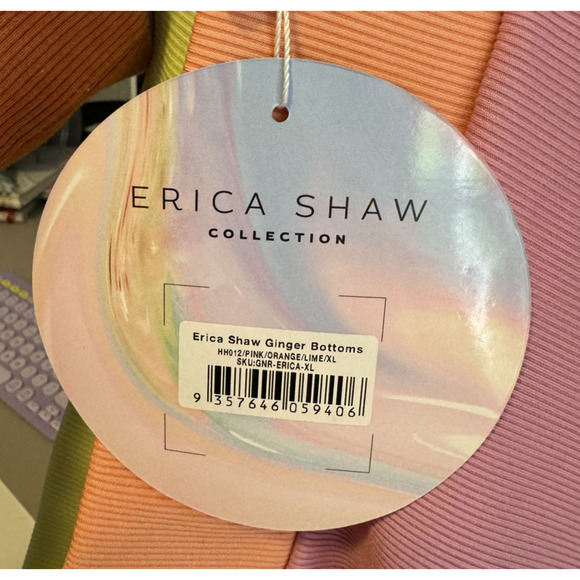 ERICA SHAW
COLLECTION
Erica Shaw Ginger Bottoms
HH012/PINK/ORANGE/LIME/XL
SKU:GNR-ERICA-XL
9 357646 059406